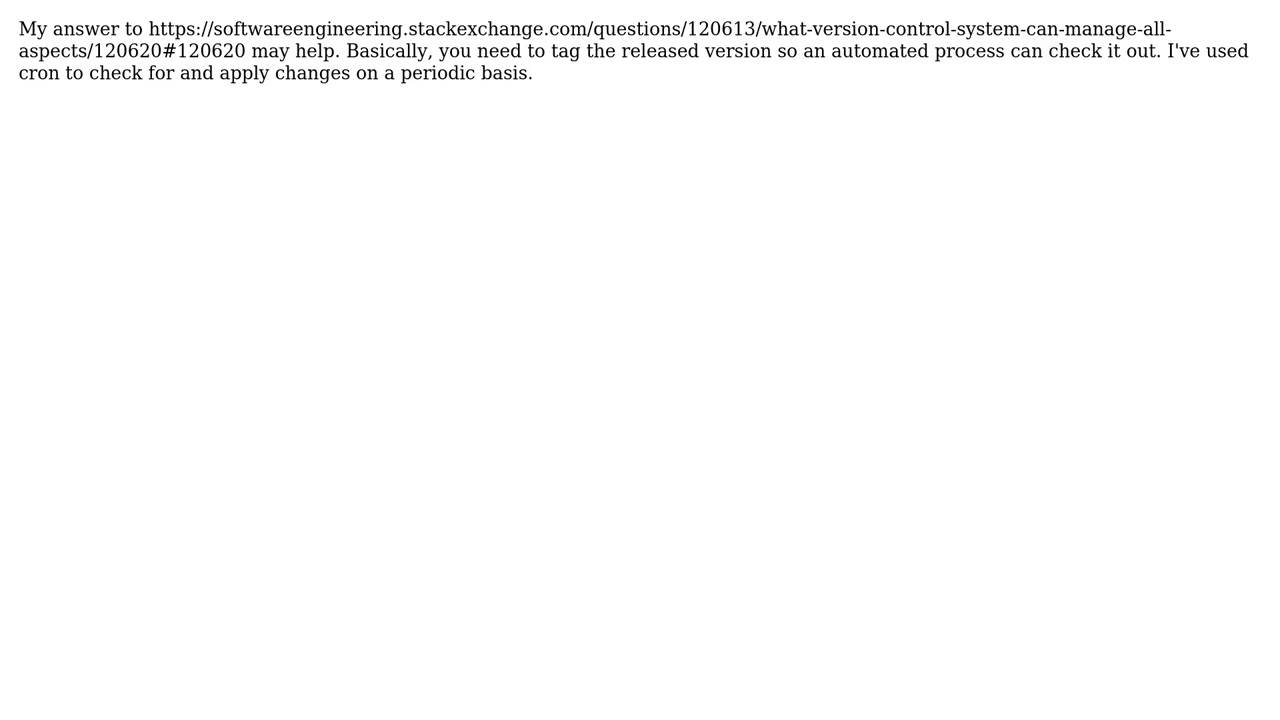 My answer to https://softwareengineering.stackexchange.com/questions/120613/what-version-control-system-can-manage-all-
aspects/120620#120620 may help. Basically, you need to tag the released version so an automated process can check it out. I've used
cron to check for and apply changes on a periodic basis.